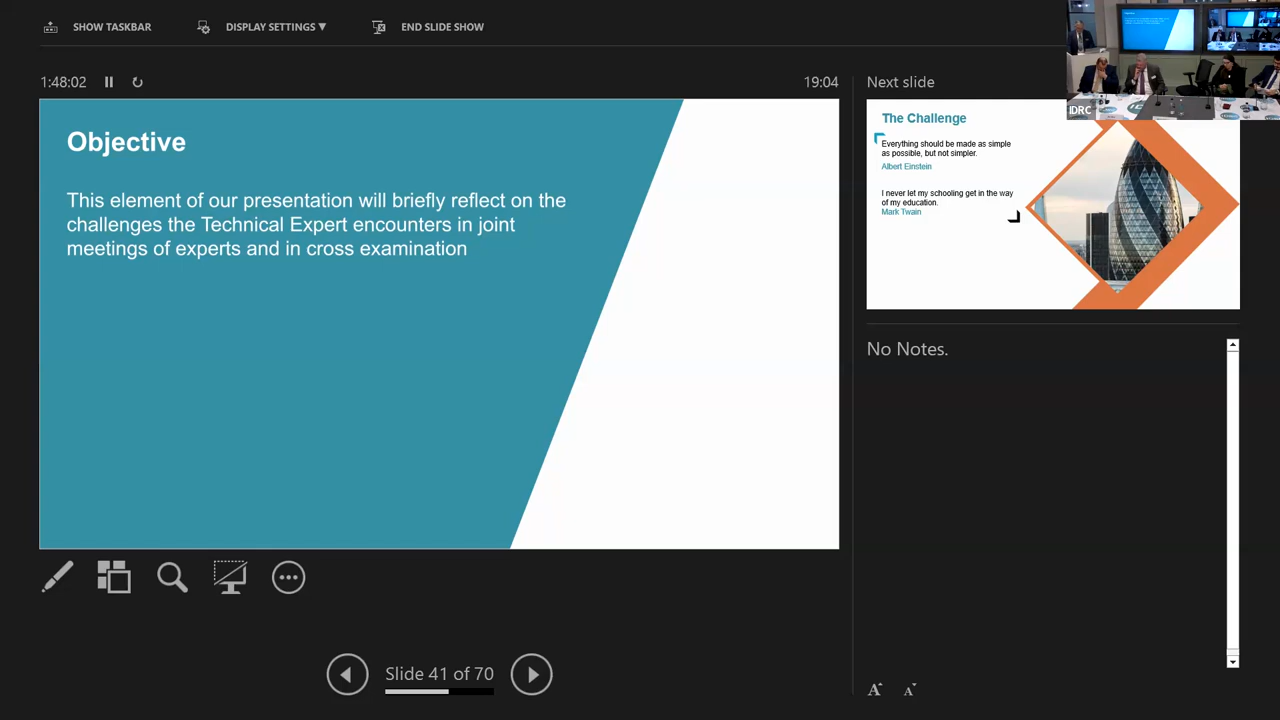 SHOW TASKBAR
DISPLAY SETTINGS ▼
END SLIDE SHOW
1:48:02
19:04
Objective
This element of our presentation will briefly reflect on the
challenges the Technical Expert encounters in joint
meetings of experts and in cross examination
Next slide
The Challenge
Everything should be made as simple
as possible, but not simpler.
Albert Einstein
I never let my schooling get in the way
of my education.
Mark Twain
IDRC
No Notes.
Slide 41 of 70
A A